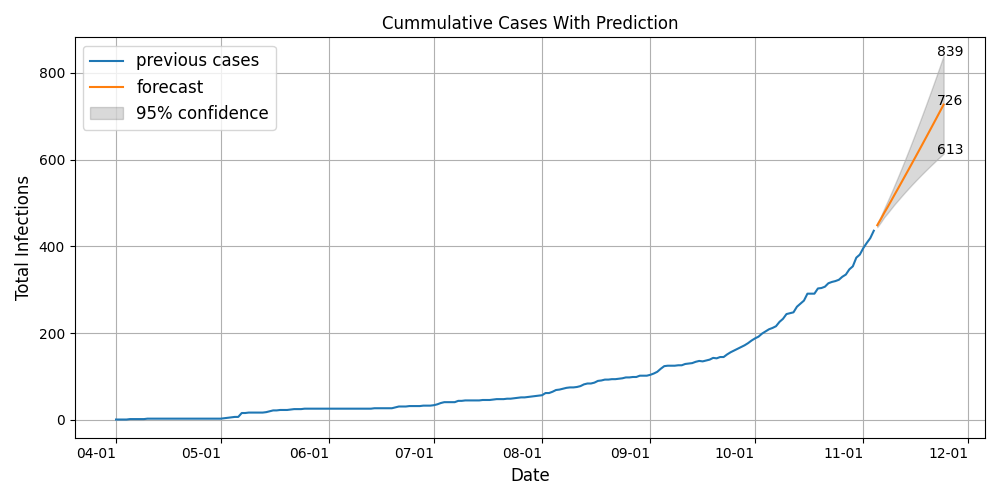 Cummulative Cases With Prediction
previous cases
forecast
95% confidence
839
726
613
Total Infections
800
600
400
200
0
04-01 05-01 06-01 07-01 08-01 09-01 10-01 11-01 12-01
Date